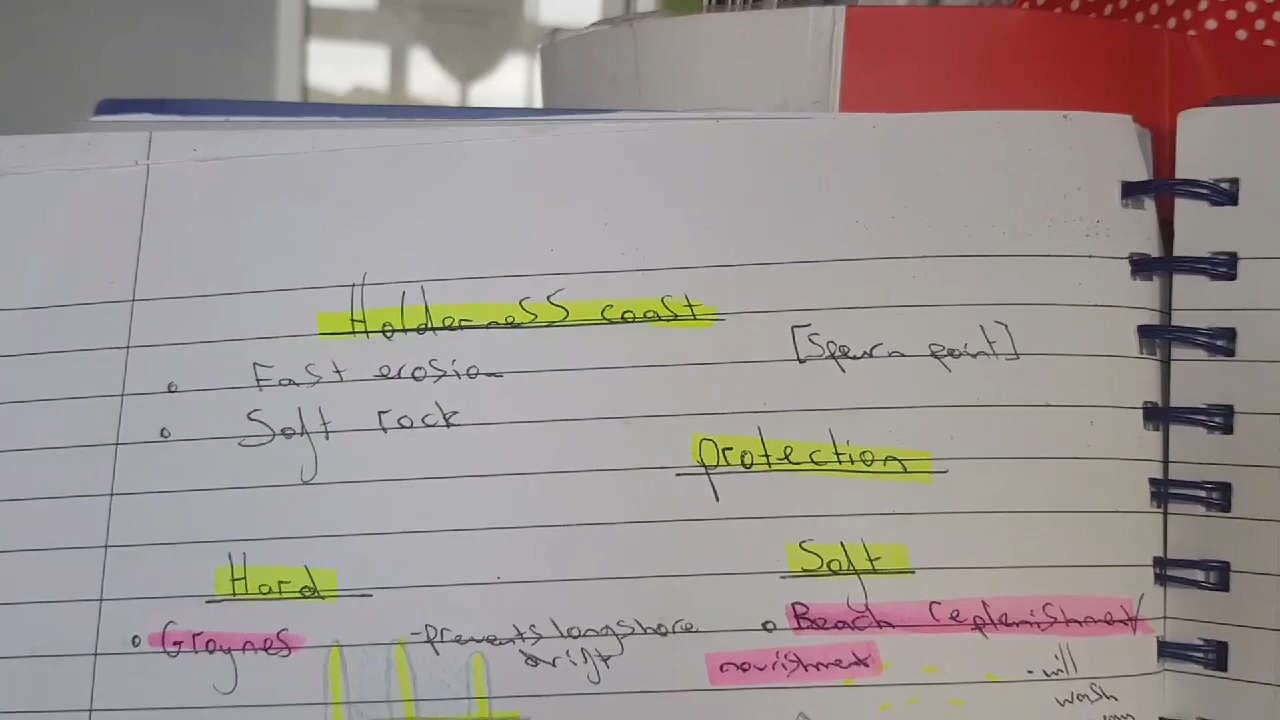 Holderness coast
[Spurn point]
• Fast erosion
• Soft rock
protection
Hard
Soft
• Groynes
-prevents longshore
drift
• Beach replenishment
nourishment
- will
wash